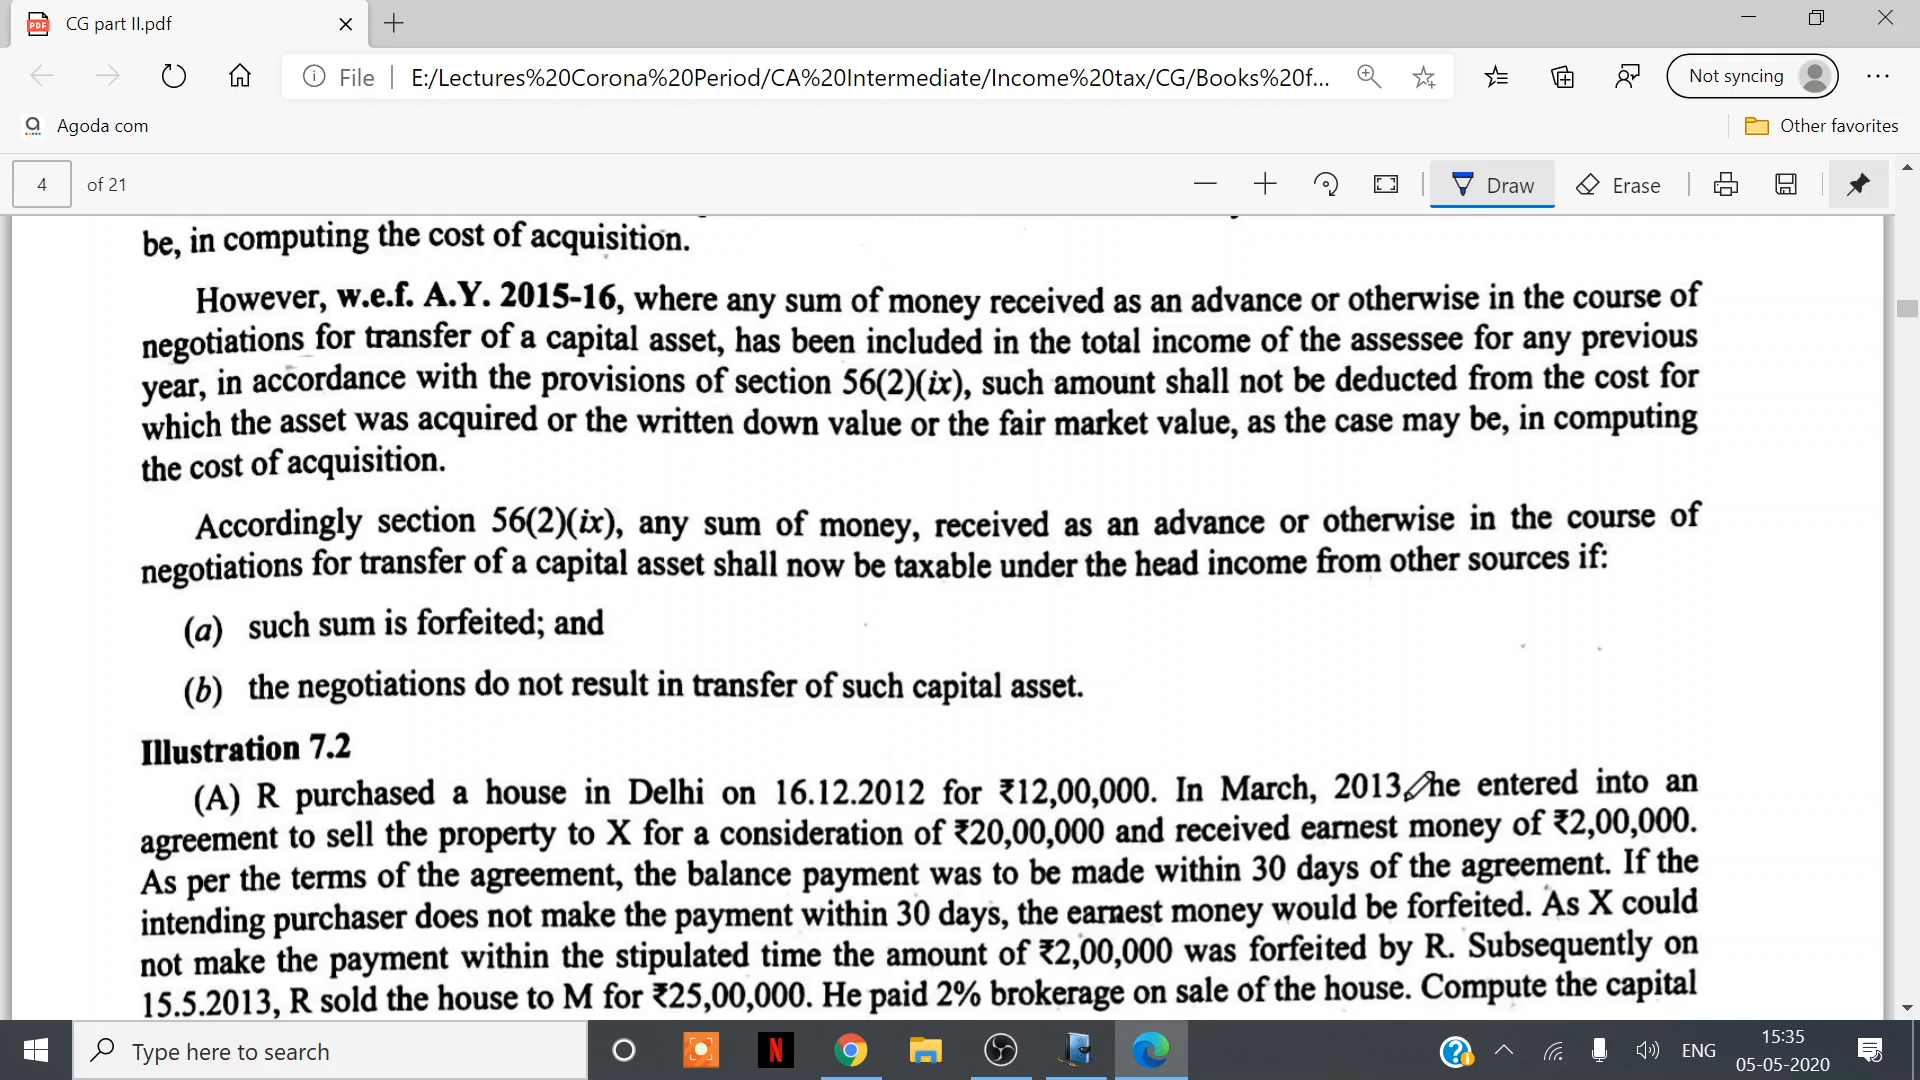 CG part II.pdf
File
E:/Lectures%20Corona%20Period/CA%20Intermediate/Income%20tax/CG/Books%20f...
Not syncing
Agoda com
Other favorites
4 of 21
Draw
Erase
be, in computing the cost of acquisition.
However, w.e.f. A.Y. 2015-16, where any sum of money received as an advance or otherwise in the course of
negotiations for transfer of a capital asset, has been included in the total income of the assessee for any previous
year, in accordance with the provisions of section 56(2)(ix), such amount shall not be deducted from the cost for
which the asset was acquired or the written down value or the fair market value, as the case may be, in computing
the cost of acquisition.
Accordingly section 56(2)(ix), any sum of money, received as an advance or otherwise in the course of
negotiations for transfer of a capital asset shall now be taxable under the head income from other sources if:
(a) such sum is forfeited; and
(b) the negotiations do not result in transfer of such capital asset.
Illustration 7.2
(A) R purchased a house in Delhi on 16.12.2012 for ₹12,00,000. In March, 2013, he entered into an
agreement to sell the property to X for a consideration of ₹20,00,000 and received earnest money of ₹2,00,000.
As per the terms of the agreement, the balance payment was to be made within 30 days of the agreement. If the
intending purchaser does not make the payment within 30 days, the earnest money would be forfeited. As X could
not make the payment within the stipulated time the amount of ₹2,00,000 was forfeited by R. Subsequently on
15.5.2013, R sold the house to M for ₹25,00,000. He paid 2% brokerage on sale of the house. Compute the capital
Type here to search
ENG
15:35
05-05-2020